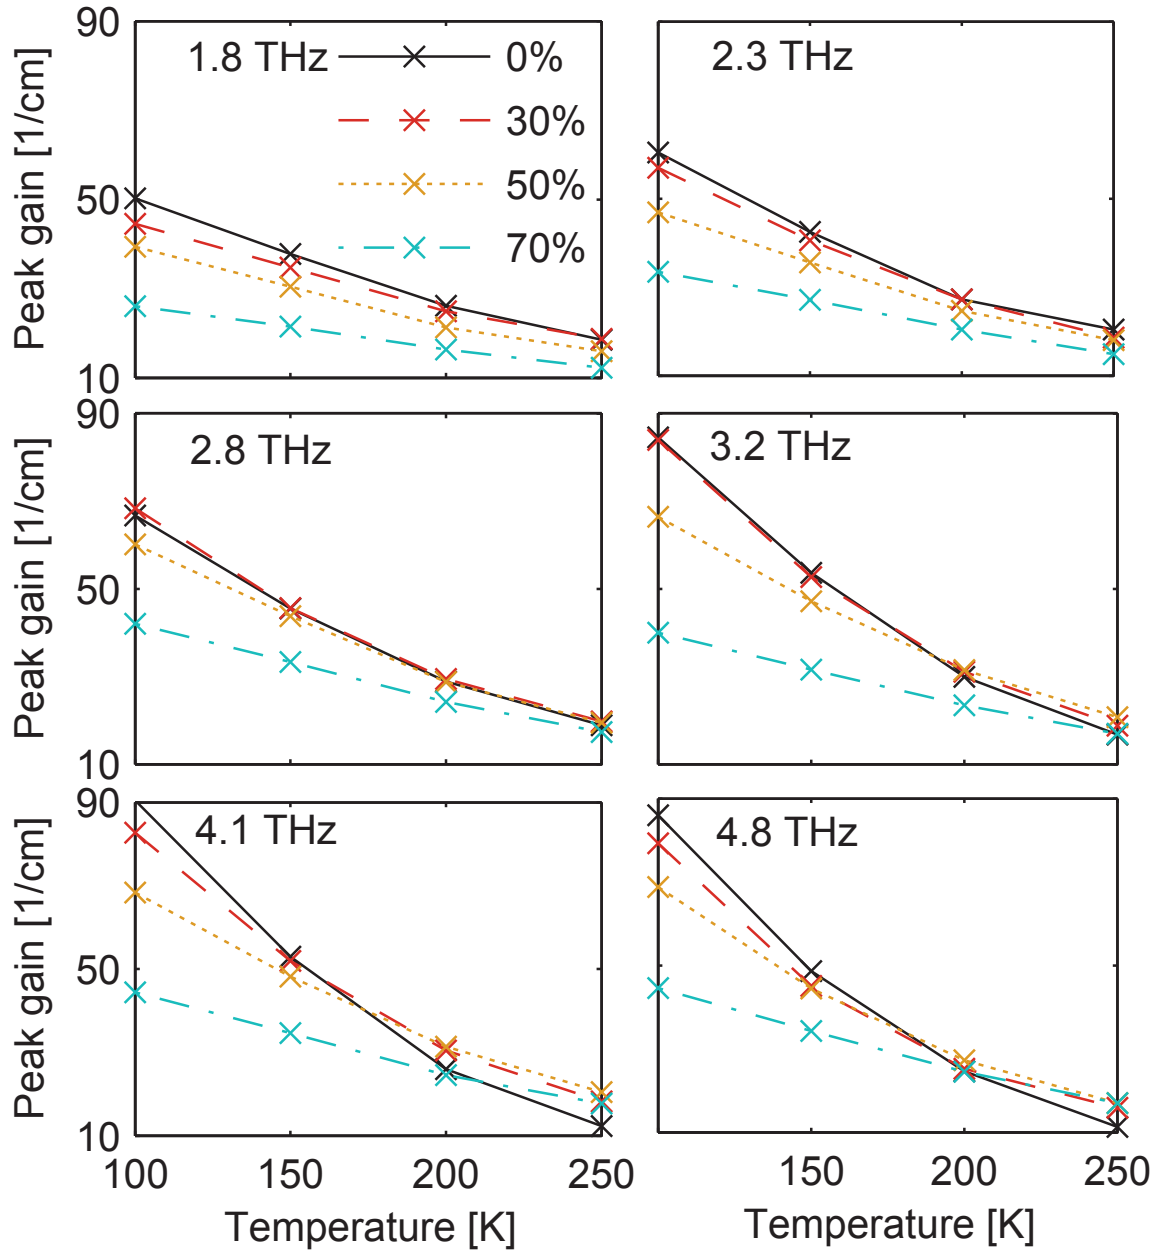 90
50
10
Peak gain [1/cm]
1.8 THz
0%
30%
50%
70%
2.3 THz
90
50
10
Peak gain [1/cm]
2.8 THz
3.2 THz
90
50
10
Peak gain [1/cm]
4.1 THz
4.8 THz
100 150 200 250
150 200 250
Temperature [K]
Temperature [K]